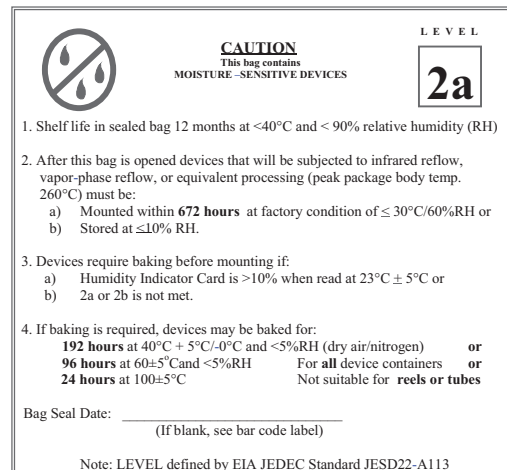 LEVEL
CAUTION
This bag contains
MOISTURE –SENSITIVE DEVICES
2a
1. Shelf life in sealed bag 12 months at <40°C and < 90% relative humidity (RH)
2. After this bag is opened devices that will be subjected to infrared reflow,
vapor-phase reflow, or equivalent processing (peak package body temp.
260°C) must be:
a) Mounted within 672 hours at factory condition of ≤ 30°C/60%RH or
b) Stored at ≤10% RH.
3. Devices require baking before mounting if:
a) Humidity Indicator Card is >10% when read at 23°C ± 5°C or
b) 2a or 2b is not met.
4. If baking is required, devices may be baked for:
192 hours at 40°C + 5°C/-0°C and <5%RH (dry air/nitrogen) or
96 hours at 60±5°Cand <5%RH For all device containers or
24 hours at 100±5°C Not suitable for reels or tubes
Bag Seal Date: ______________________________
(If blank, see bar code label)
Note: LEVEL defined by EIA JEDEC Standard JESD22-A113